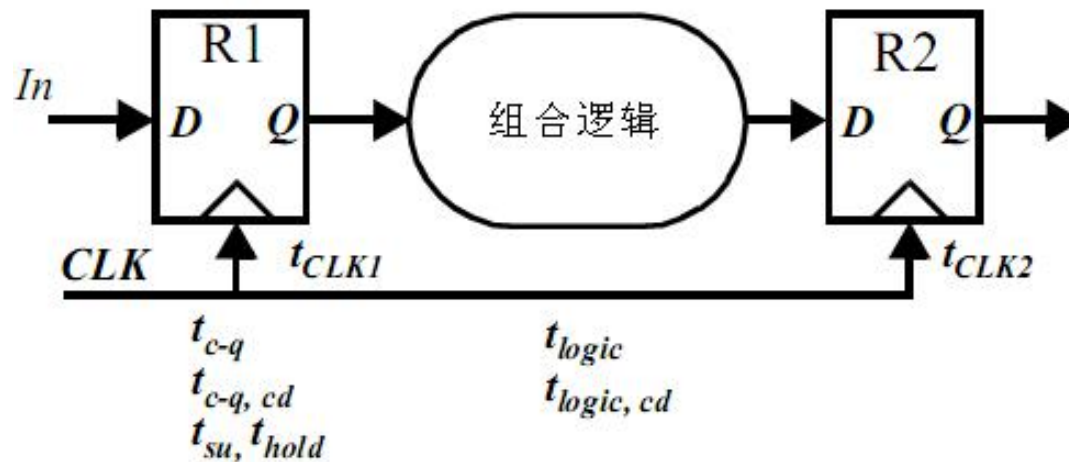 R1
R2
In
D
Q
组合逻辑
D
Q
CLK
t_CLK1
t_CLK2
t_c-q
t_logic
t_c-q, cd
t_logic, cd
t_su, t_hold